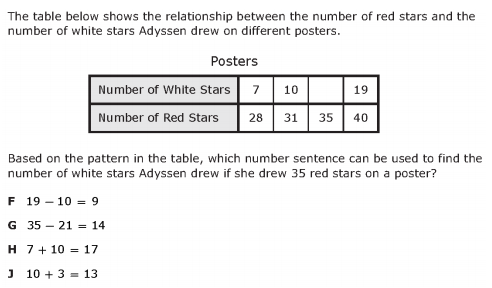 The table below shows the relationship between the number of red stars and the
number of white stars Adyssen drew on different posters.
Posters
Number of White Stars 7 10 19
Number of Red Stars 28 31 35 40
Based on the pattern in the table, which number sentence can be used to find the
number of white stars Adyssen drew if she drew 35 red stars on a poster?
F 19 − 10 = 9
G 35 − 21 = 14
H 7 + 10 = 17
J 10 + 3 = 13